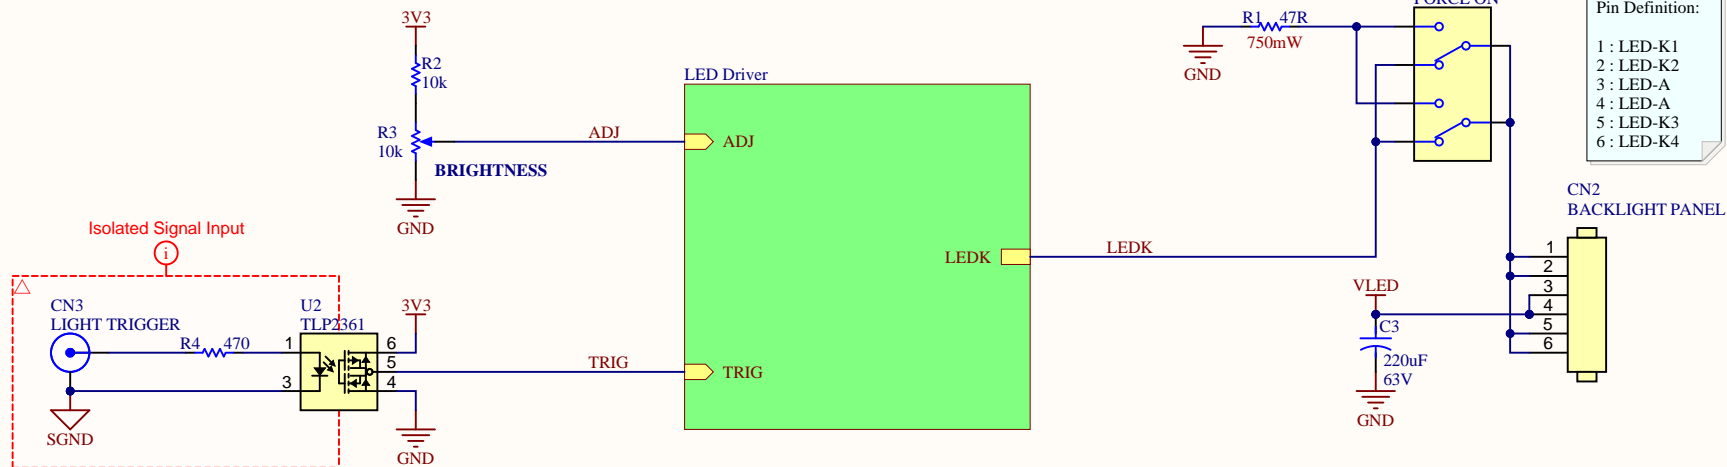 3V3
R2
10k
R3
10k
BRIGHTNESS
GND
ADJ
LED Driver
ADJ
LEDK
TRIG
LEDK
R1 47R
750mW
GND
FORCE ON
Pin Definition:
1 : LED-K1
2 : LED-K2
3 : LED-A
4 : LED-A
5 : LED-K3
6 : LED-K4
CN2
BACKLIGHT PANEL
1
2
3
4
5
6
VLED
C3
220uF
63V
GND
Isolated Signal Input
i
CN3
LIGHT TRIGGER
R4 470
SGND
U2
TLP2361
1
3
6
5
4
3V3
TRIG
GND